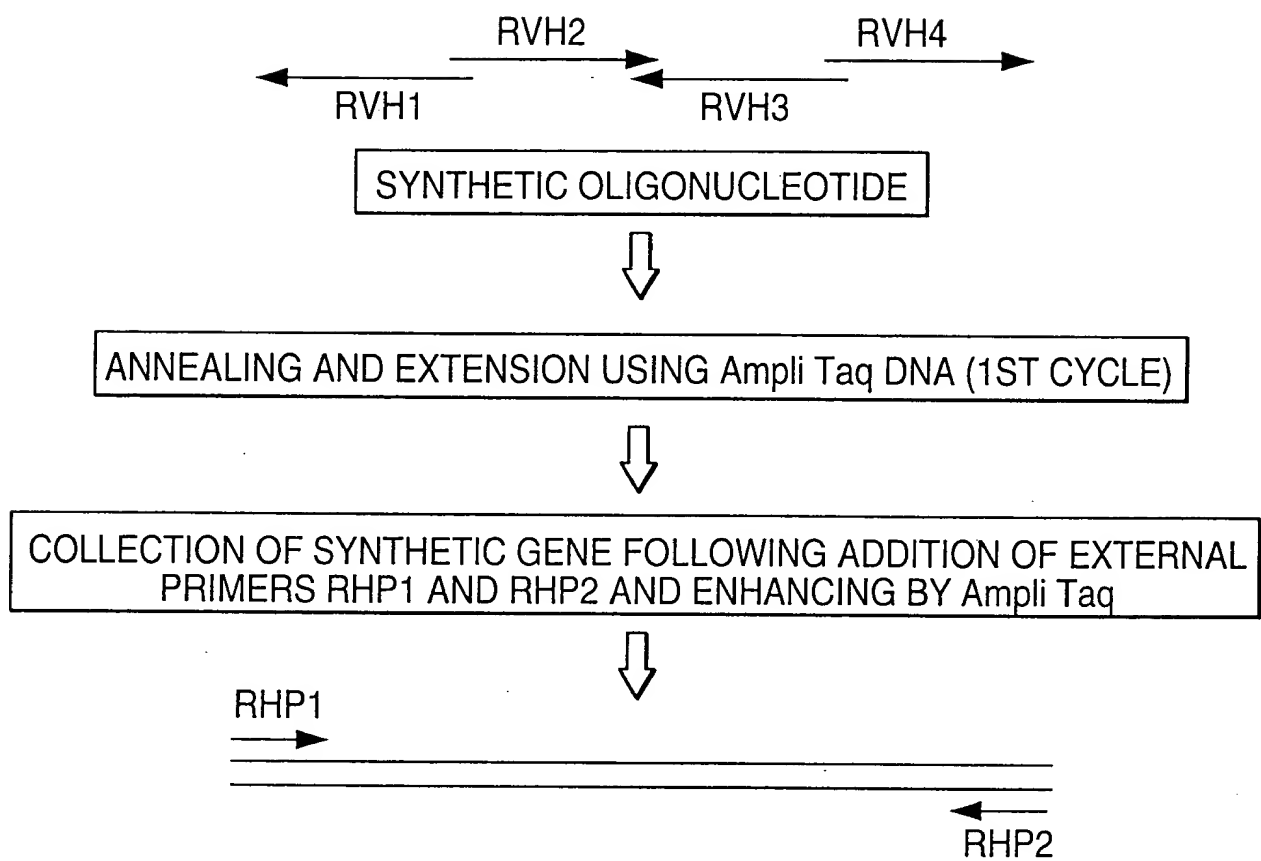 RVH2
RVH4
RVH1
RVH3
SYNTHETIC OLIGONUCLEOTIDE
ANNEALING AND EXTENSION USING Ampli Taq DNA (1ST CYCLE)
COLLECTION OF SYNTHETIC GENE FOLLOWING ADDITION OF EXTERNAL
PRIMERS RHP1 AND RHP2 AND ENHANCING BY Ampli Taq
RHP1
RHP2